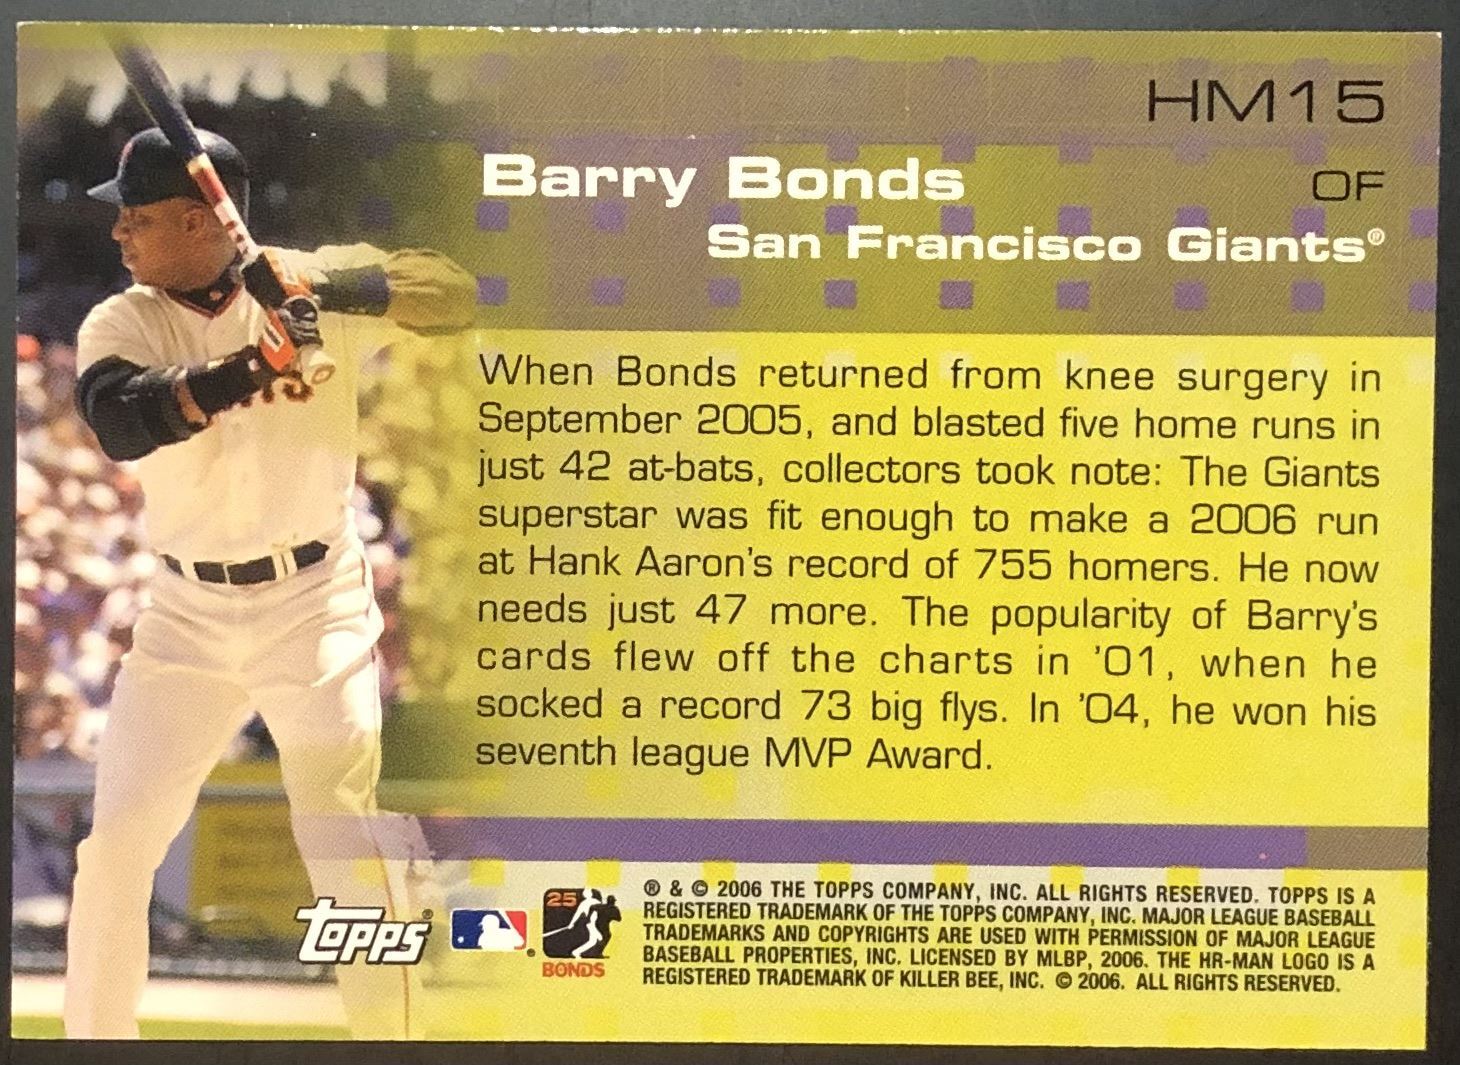 HM15
Barry Bonds
OF
San Francisco Giants®
When Bonds returned from knee surgery in
September 2005, and blasted five home runs in
just 42 at-bats, collectors took note: The Giants
superstar was fit enough to make a 2006 run
at Hank Aaron's record of 755 homers. He now
needs just 47 more. The popularity of Barry's
cards flew off the charts in '01, when he
socked a record 73 big flys. In '04, he won his
seventh league MVP Award.
Topps®
25
BONDS
® & © 2006 THE TOPPS COMPANY, INC. ALL RIGHTS RESERVED. TOPPS IS A
REGISTERED TRADEMARK OF THE TOPPS COMPANY, INC. MAJOR LEAGUE BASEBALL
TRADEMARKS AND COPYRIGHTS ARE USED WITH PERMISSION OF MAJOR LEAGUE
BASEBALL PROPERTIES, INC. LICENSED BY MLBP, 2006. THE HR-MAN LOGO IS A
REGISTERED TRADEMARK OF KILLER BEE, INC. © 2006. ALL RIGHTS RESERVED.